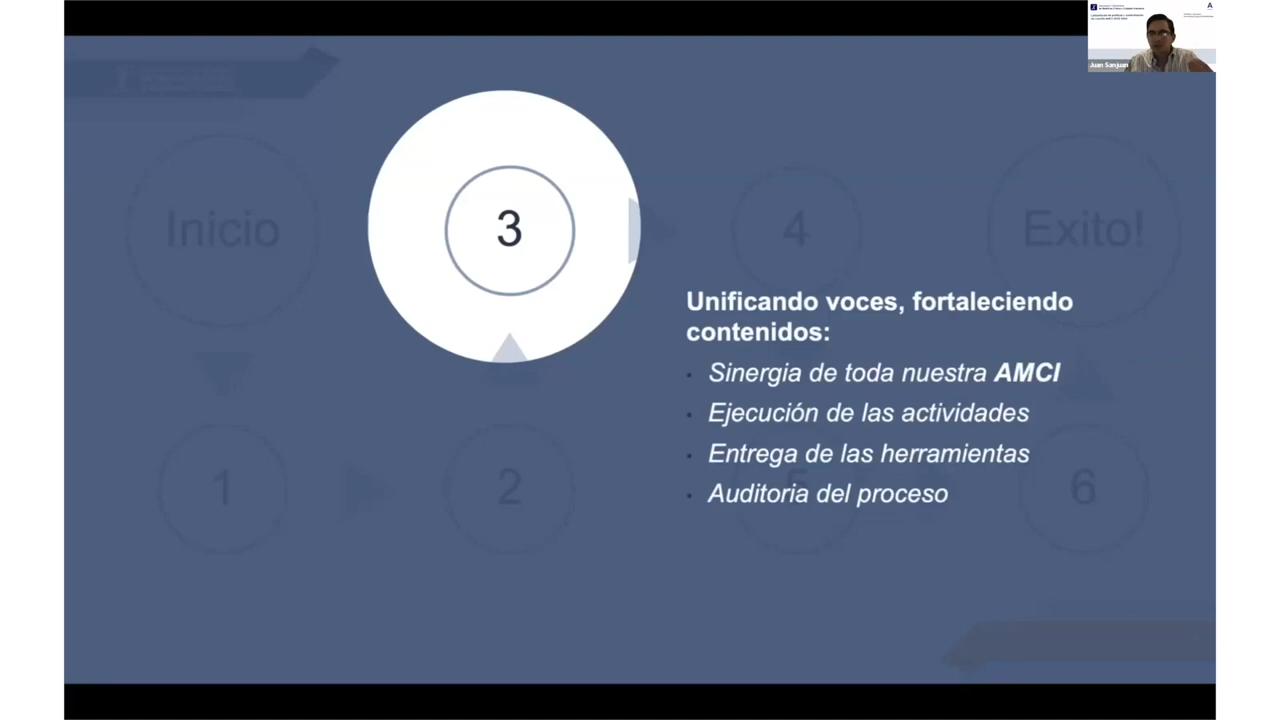 Juan Sanjuan
Inicio
3
4
Exito!
Unificando voces, fortaleciendo
contenidos:
· Sinergia de toda nuestra AMCI
· Ejecución de las actividades
· Entrega de las herramientas
· Auditoria del proceso
1
2
5
6